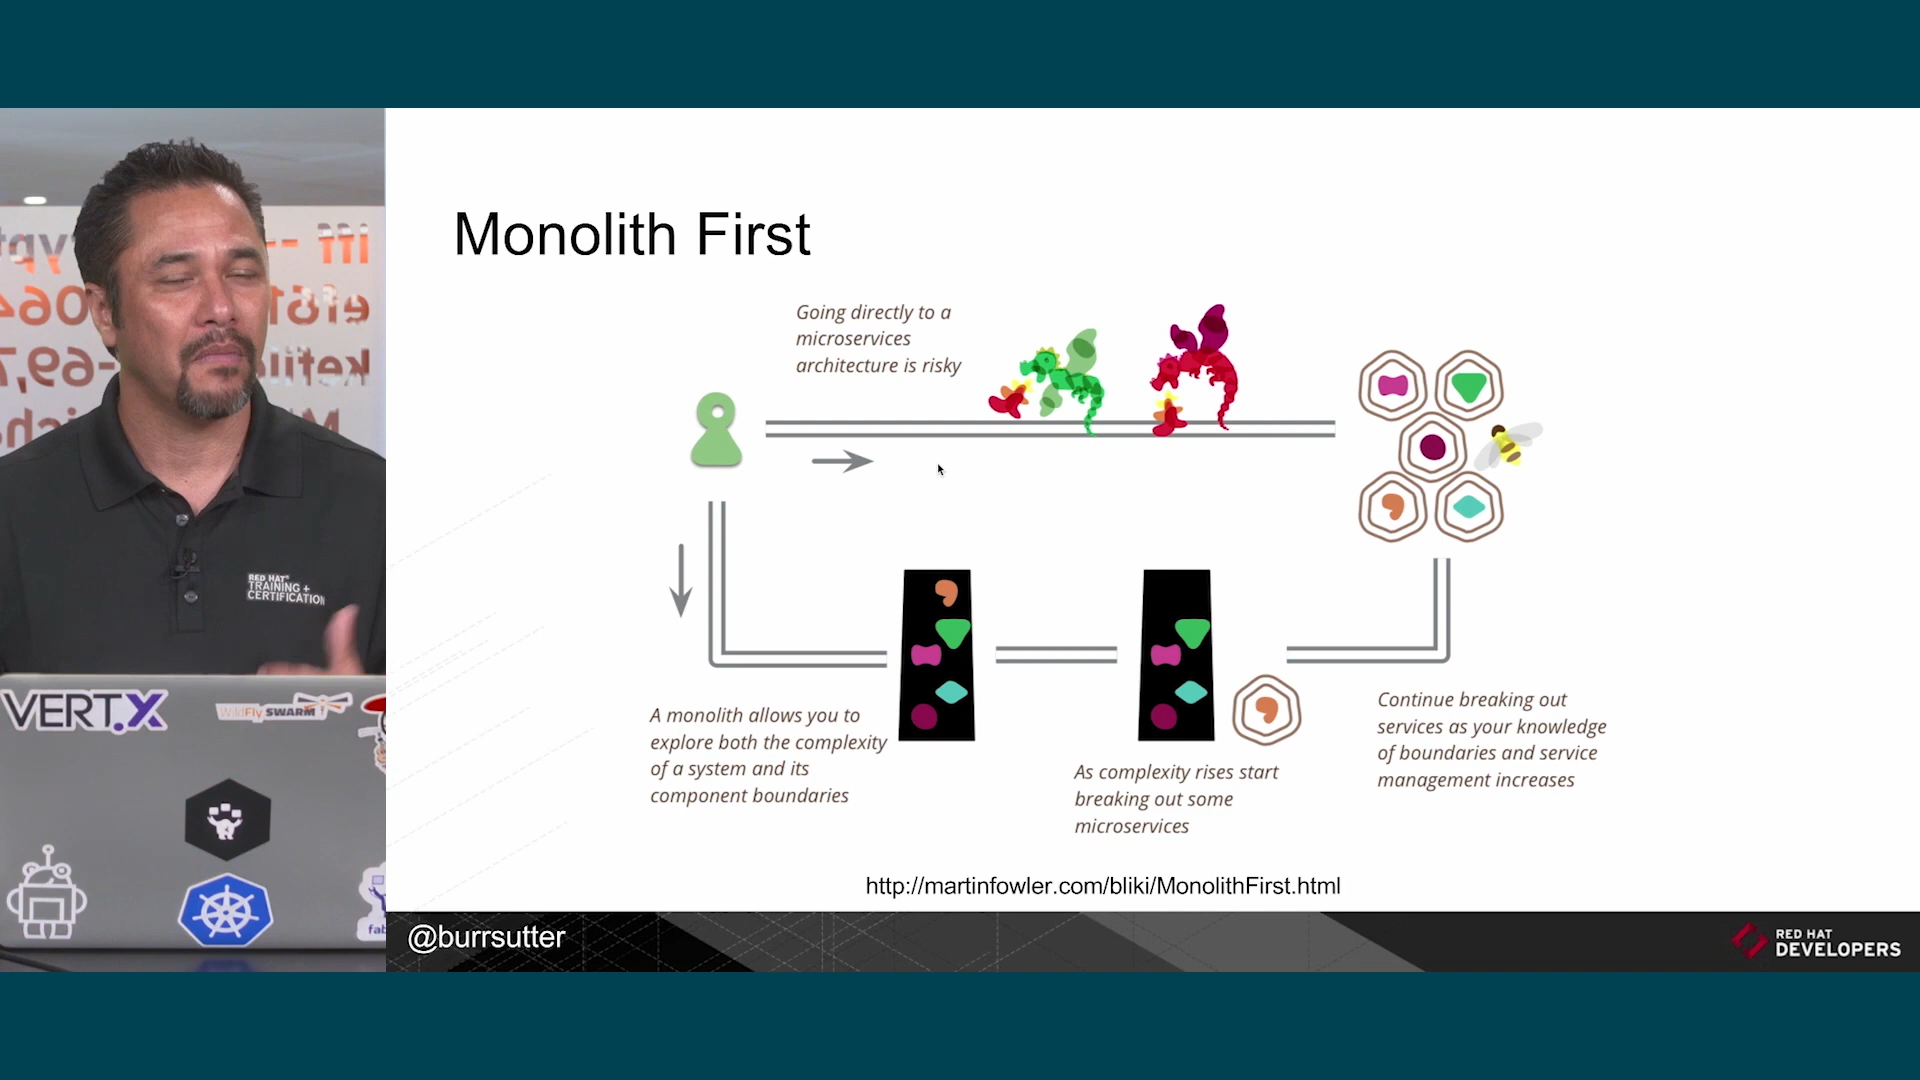 Monolith First
Going directly to a
microservices
architecture is risky
A monolith allows you to
explore both the complexity
of a system and its
component boundaries
As complexity rises start
breaking out some
microservices
Continue breaking out
services as your knowledge
of boundaries and service
management increases
http://martinfowler.com/bliki/MonolithFirst.html
@burrsutter
RED HAT
DEVELOPERS
RED HAT
TRAINING +
CERTIFICATION
VERT.X
WildFly SWARM
fab